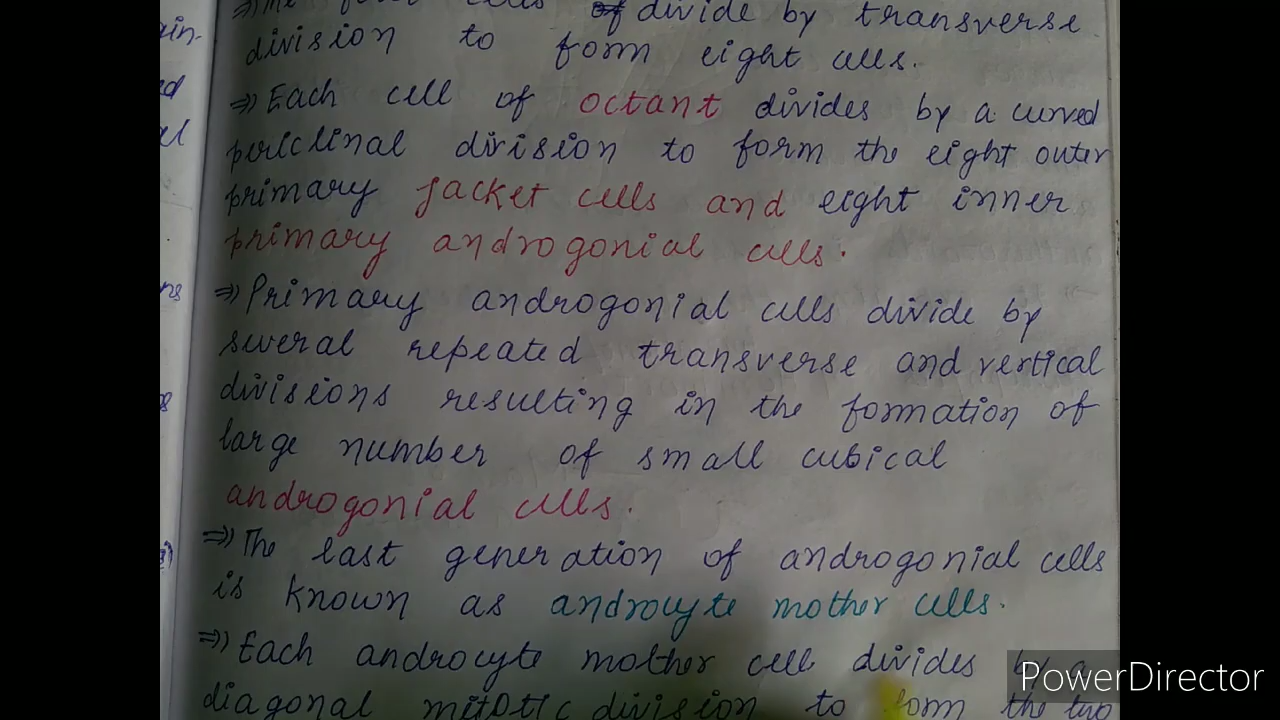 divide by transverse
division to form eight cells.
⇒ Each cell of octant divides by a curved
periclinal division to form the eight outer
primary jacket cells and eight inner
primary androgonial cells.
⇒ Primary androgonial cells divide by
several repeated transverse and vertical
divisions resulting in the formation of
large number of small cubical
androgonial cells.
⇒ The last generation of androgonial cells
is known as androcyte mother cells.
⇒ Each androcyte mother cell divides by a
diagonal mitotic division to form the two
PowerDirector